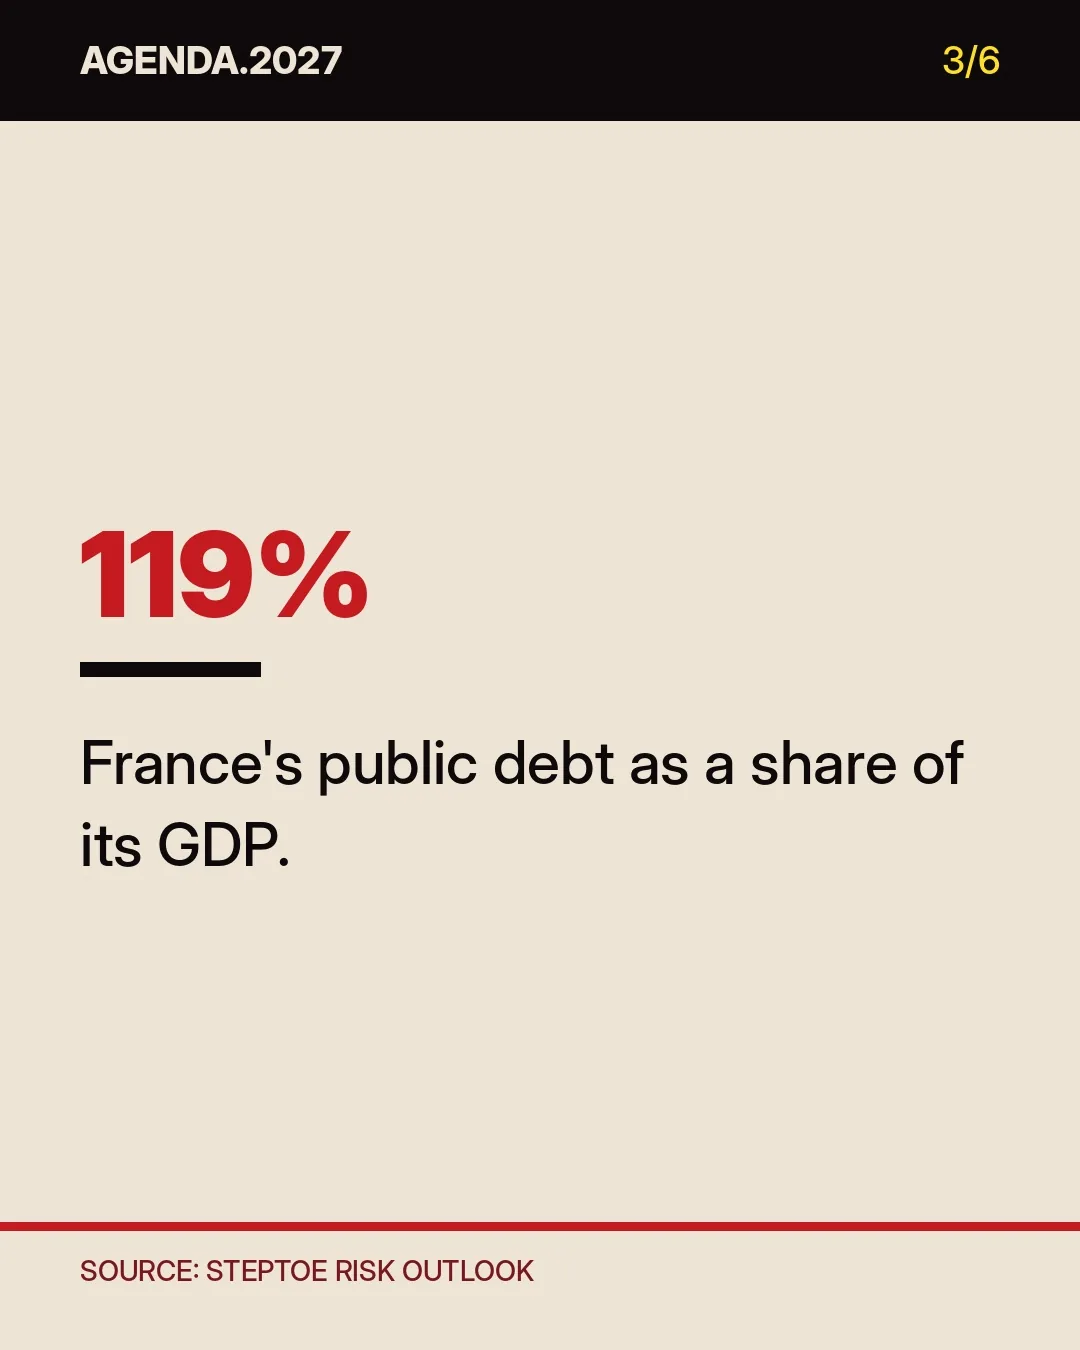 AGENDA.2027
3/6
119%
France's public debt as a share of
its GDP.
SOURCE: STEPTOE RISK OUTLOOK